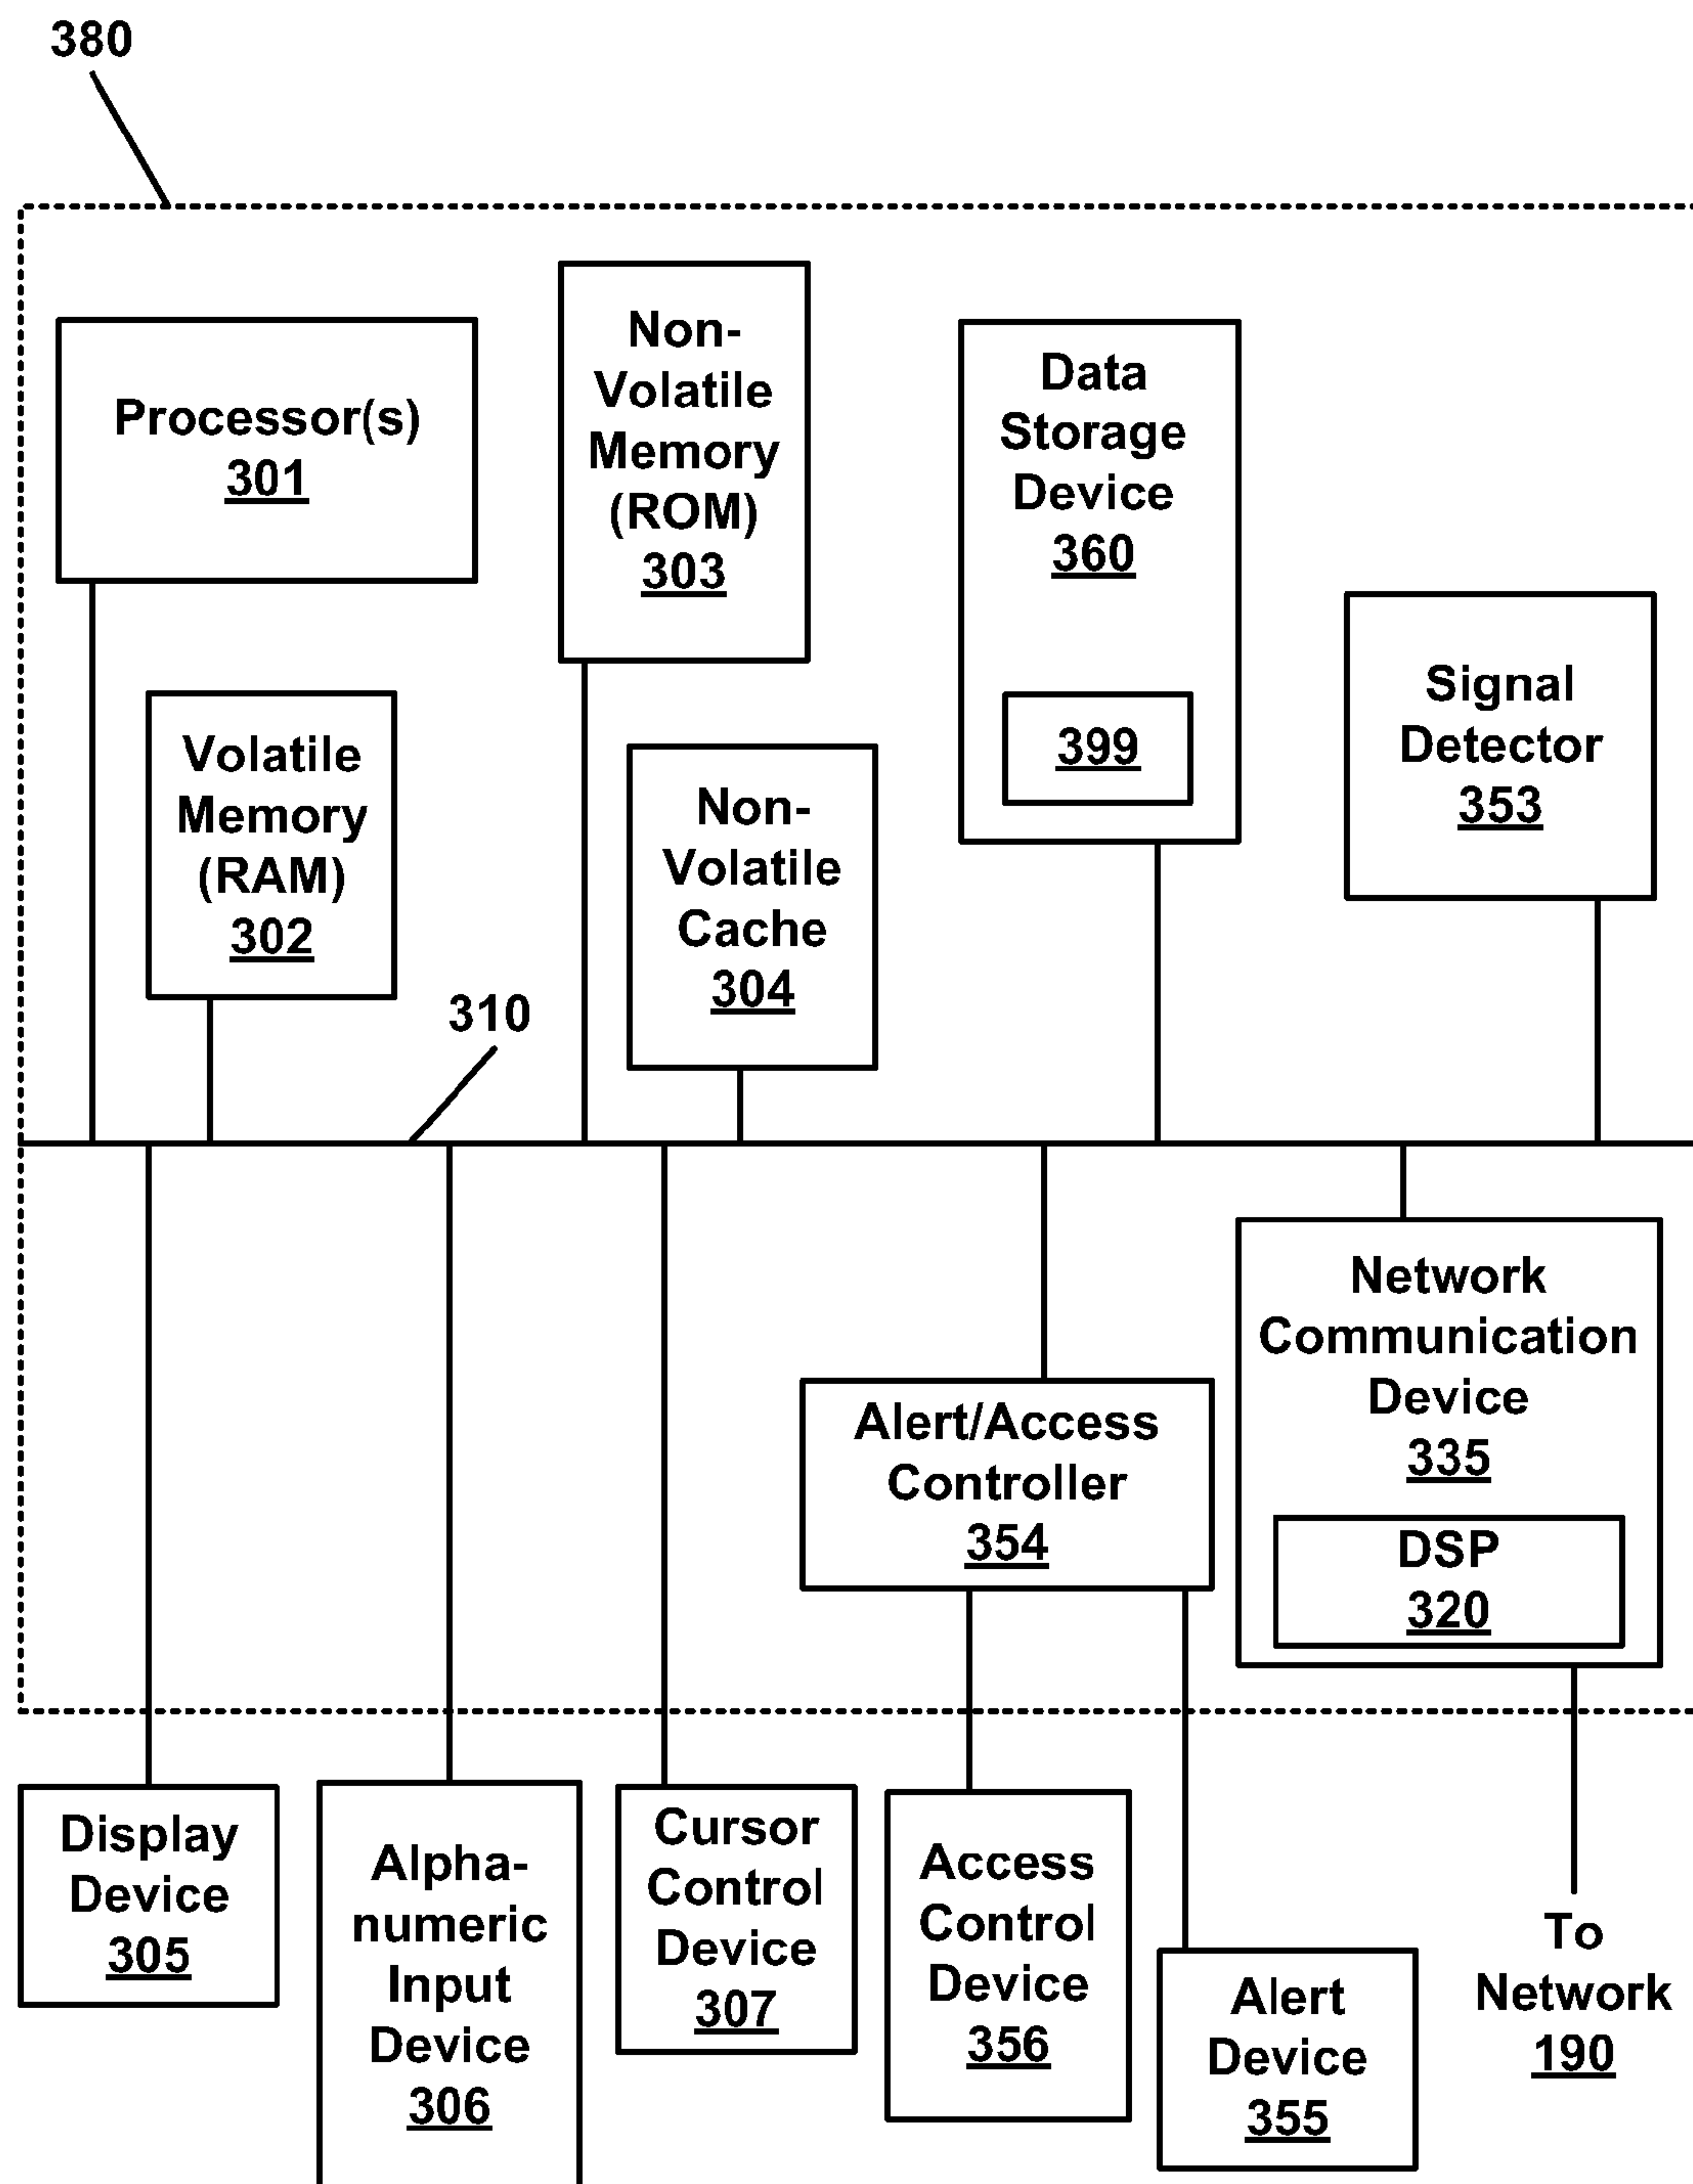 380
Processor(s)
301
Non-
Volatile
Memory
(ROM)
303
Data
Storage
Device
360
399
Signal
Detector
353
Volatile
Memory
(RAM)
302
Non-
Volatile
Cache
304
310
Network
Communication
Device
335
DSP
320
Alert/Access
Controller
354
Display
Device
305
Alpha-
numeric
Input
Device
306
Cursor
Control
Device
307
Access
Control
Device
356
Alert
Device
355
To
Network
190